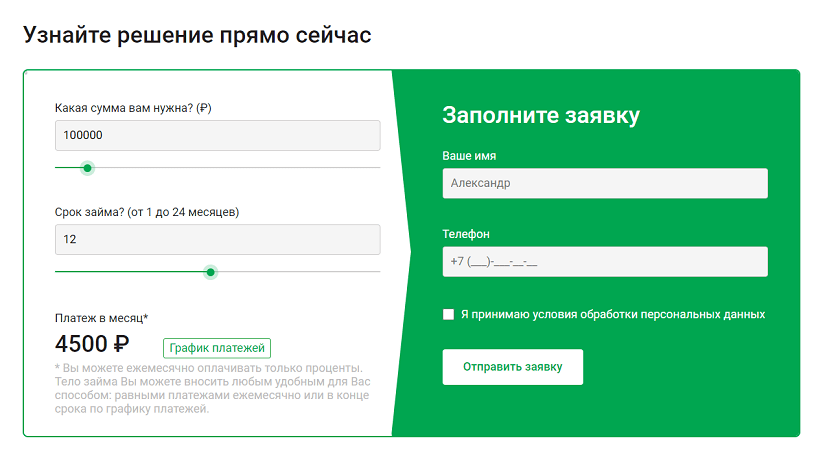 Узнайте решение прямо сейчас
Какая сумма вам нужна? (₽)
100000
Срок займа? (от 1 до 24 месяцев)
12
Платеж в месяц*
4500 ₽
График платежей
* Вы можете ежемесячно оплачивать только проценты.
Тело займа Вы можете вносить любым удобным для Вас
способом: равными платежами ежемесячно или в конце
срока по графику платежей.
Заполните заявку
Ваше имя
Александр
Телефон
+7 (___)-___-__-__
Я принимаю условия обработки персональных данных
Отправить заявку